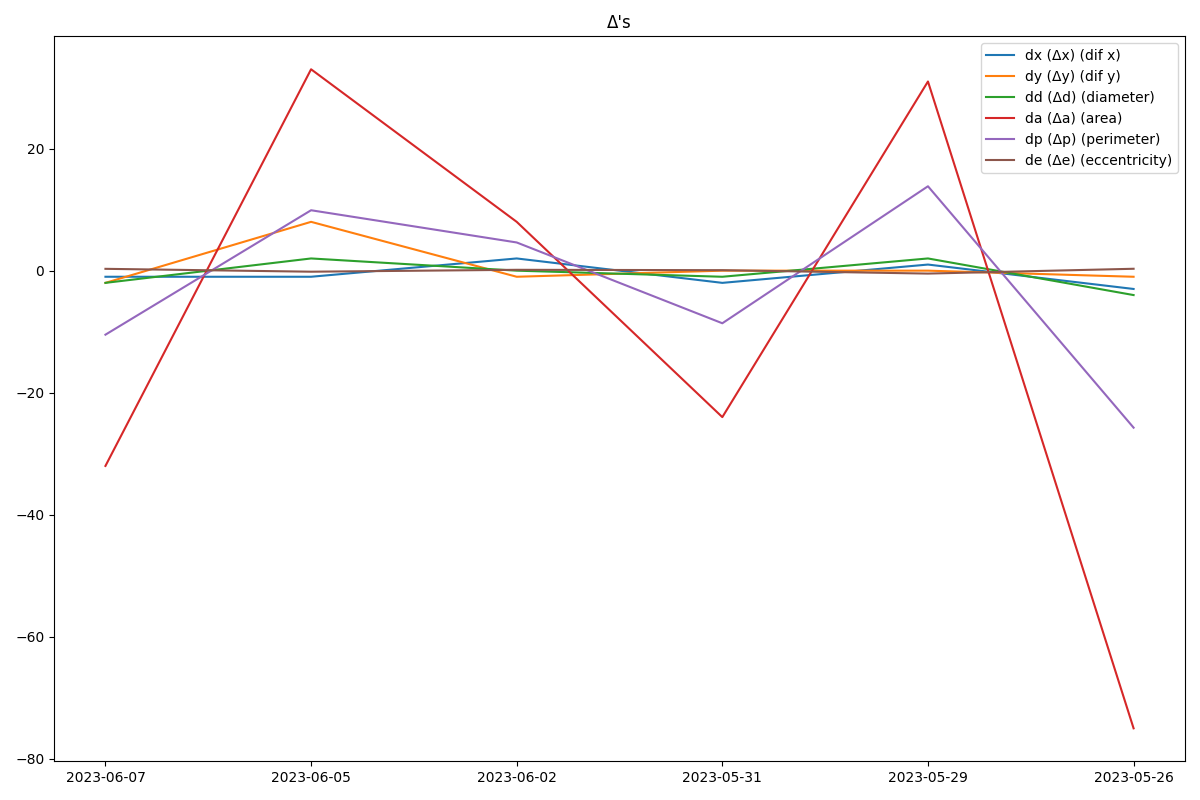 Δ's
dx (Δx) (dif x)
dy (Δy) (dif y)
dd (Δd) (diameter)
da (Δa) (area)
dp (Δp) (perimeter)
de (Δe) (eccentricity)
20
0
−20
−40
−60
−80
2023-06-07 2023-06-05 2023-06-02 2023-05-31 2023-05-29 2023-05-26